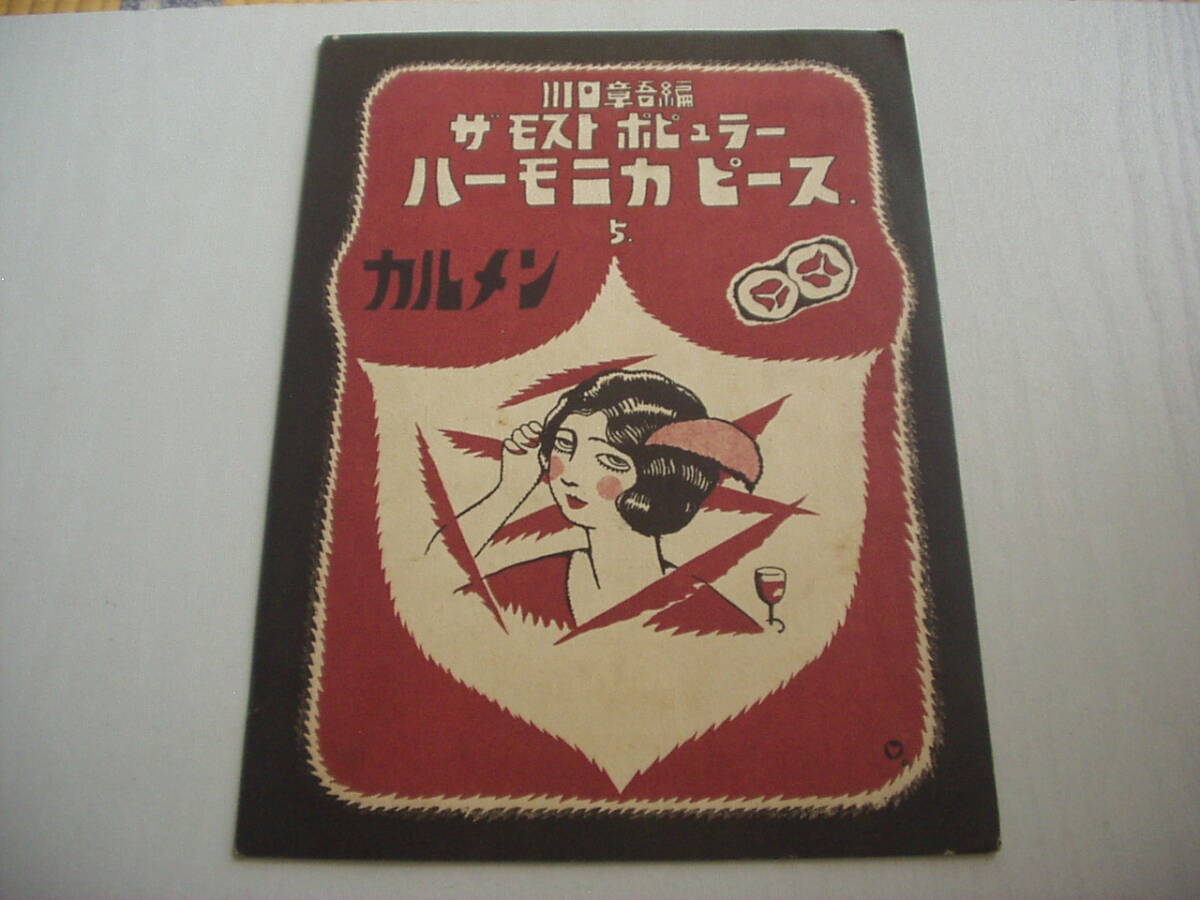 川口章吾編
ザ モスト ポピュラー
ハーモニカ ピース.
5.
カルメン